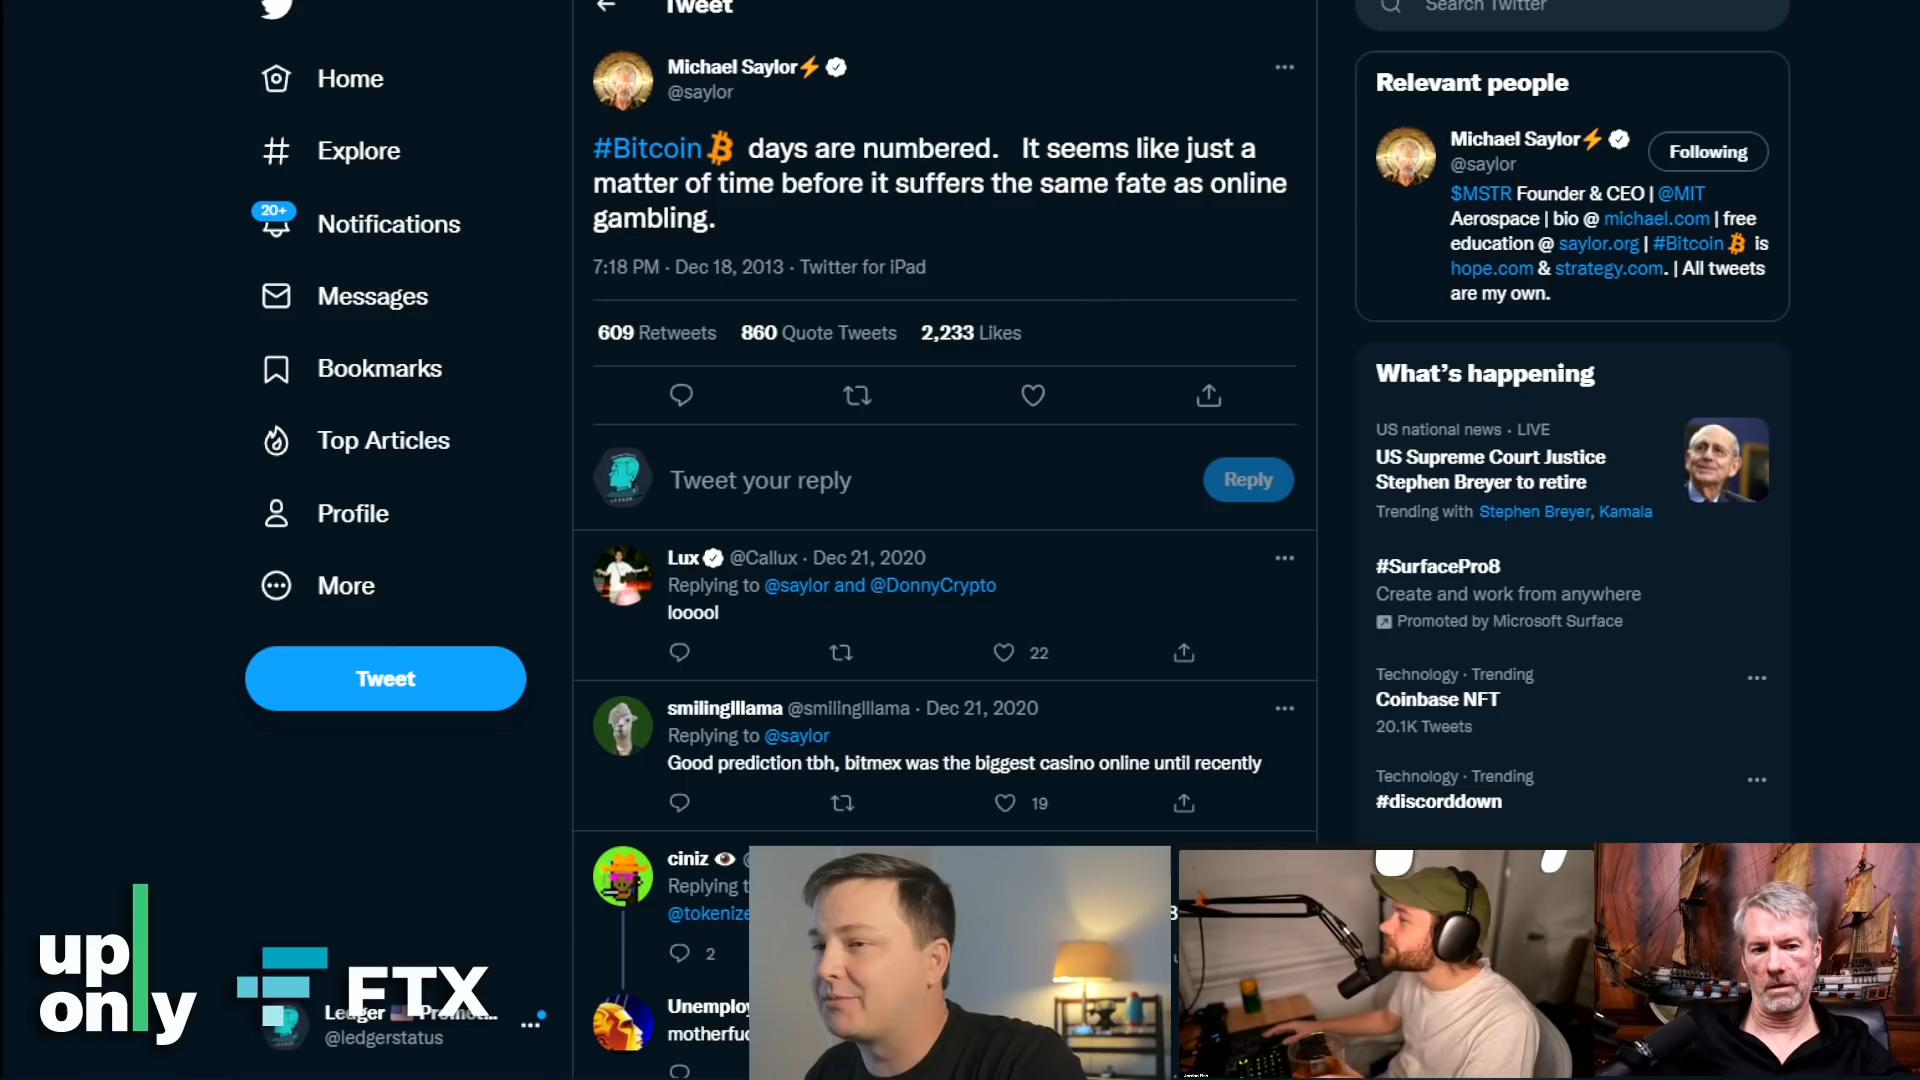 Tweet
Search Twitter
Home
Explore
20+
Notifications
Messages
Bookmarks
Top Articles
Profile
More
Tweet
Michael Saylor⚡
@saylor
#Bitcoin days are numbered. It seems like just a
matter of time before it suffers the same fate as online
gambling.
7:18 PM · Dec 18, 2013 · Twitter for iPad
609 Retweets 860 Quote Tweets 2,233 Likes
Tweet your reply
Reply
Lux @Callux · Dec 21, 2020
Replying to @saylor and @DonnyCrypto
looool
22
smilinglllama @smilinglllama · Dec 21, 2020
Replying to @saylor
Good prediction tbh, bitmex was the biggest casino online until recently
19
ciniz
Replying t
@tokenize
2
Unemploy
motherfuc
Relevant people
Michael Saylor⚡
@saylor
Following
$MSTR Founder & CEO | @MIT
Aerospace | bio @ michael.com | free
education @ saylor.org | #Bitcoin is
hope.com & strategy.com. | All tweets
are my own.
What's happening
US national news · LIVE
US Supreme Court Justice
Stephen Breyer to retire
Trending with Stephen Breyer, Kamala
#SurfacePro8
Create and work from anywhere
Promoted by Microsoft Surface
Technology · Trending
Coinbase NFT
20.1K Tweets
Technology · Trending
#discorddown
up
only
FTX
Ledger
@ledgerstatus